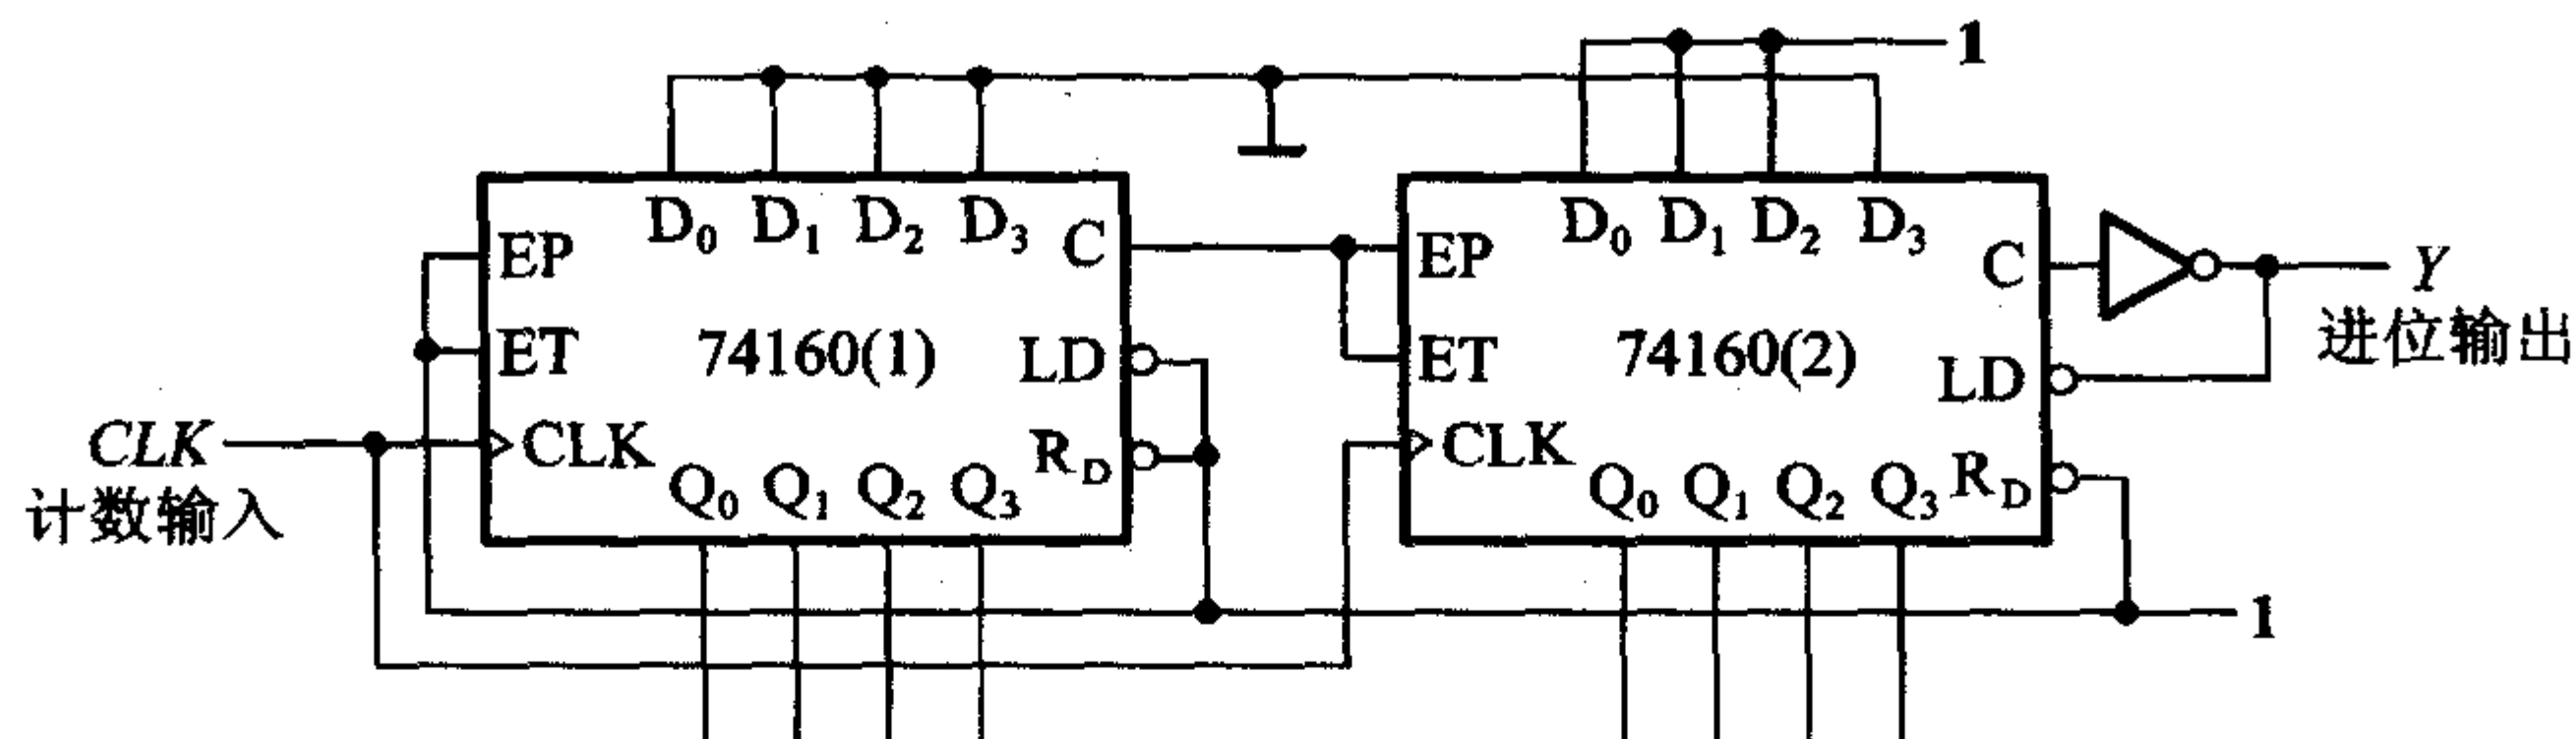 1
D₀ D₁ D₂ D₃
C
EP
ET
74160(1)
LD
CLK
R_D
Q₀ Q₁ Q₂ Q₃
CLK
计数输入
D₀ D₁ D₂ D₃
C
EP
ET
74160(2)
LD
CLK
R_D
Q₀ Q₁ Q₂ Q₃
Y
进位输出
1